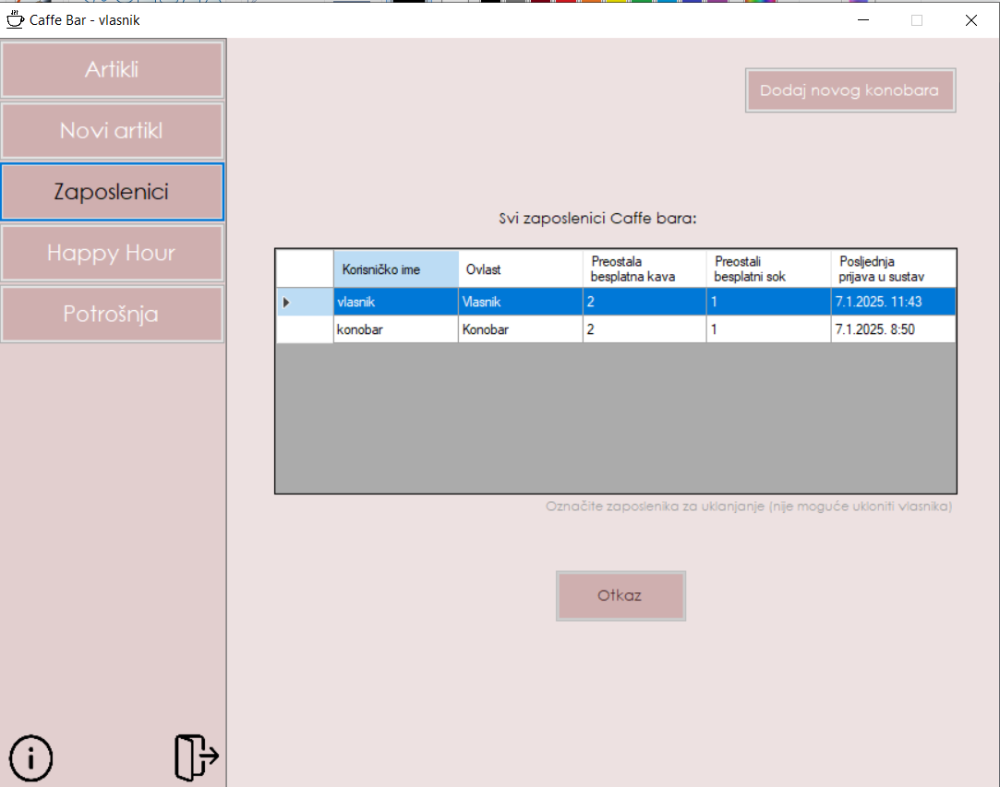 Caffe Bar - vlasnik
Artikli
Novi artikl
Zaposlenici
Happy Hour
Potrošnja
Dodaj novog konobara
Svi zaposlenici Caffe bara:
Korisničko ime Ovlast Preostala besplatna kava Preostali besplatni sok Posljednja prijava u sustav
vlasnik Vlasnik 2 1 7.1.2025. 11:43
konobar Konobar 2 1 7.1.2025. 8:50
Označite zaposlenika za uklanjanje (nije moguće ukloniti vlasnika)
Otkaz